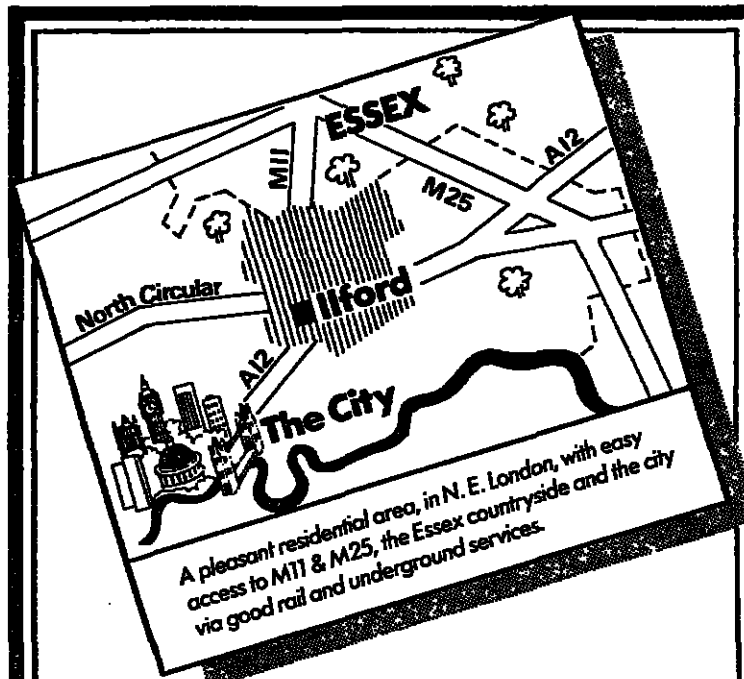 ESSEX
M11
A12
M25
North Circular
Ilford
A12
The City
A pleasant residential area, in N. E. London, with easy
access to M11 & M25, the Essex countryside and the city
via good rail and underground services.